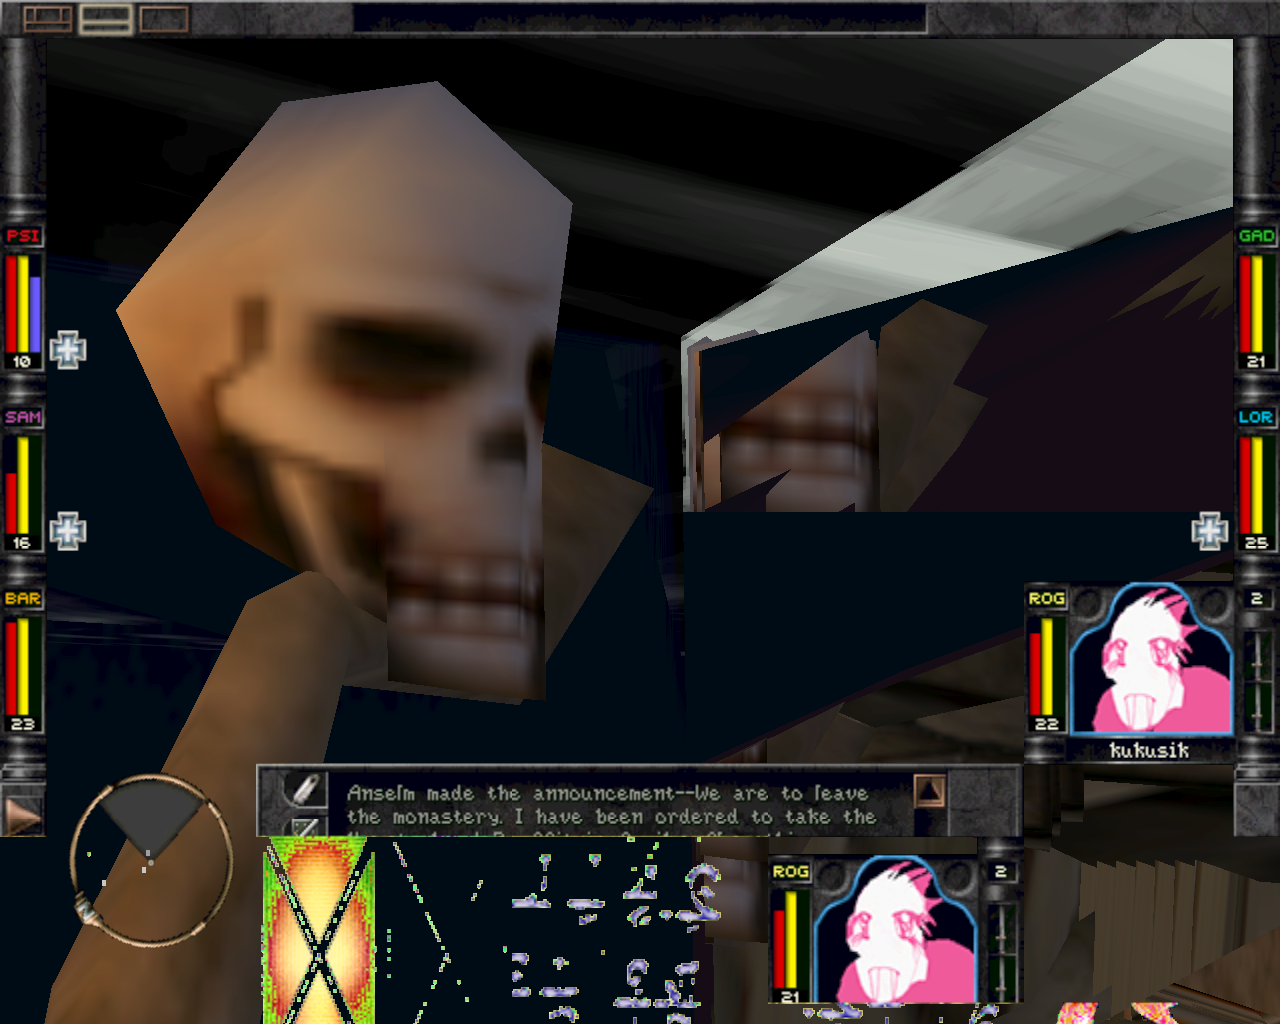 PSI
10
SAM
16
BAR
23
GAD
21
LOR
25
ROG
2
22
kukusik
Anselm made the announcement--We are to leave
the monastery. I have been ordered to take the
ROG
2
21